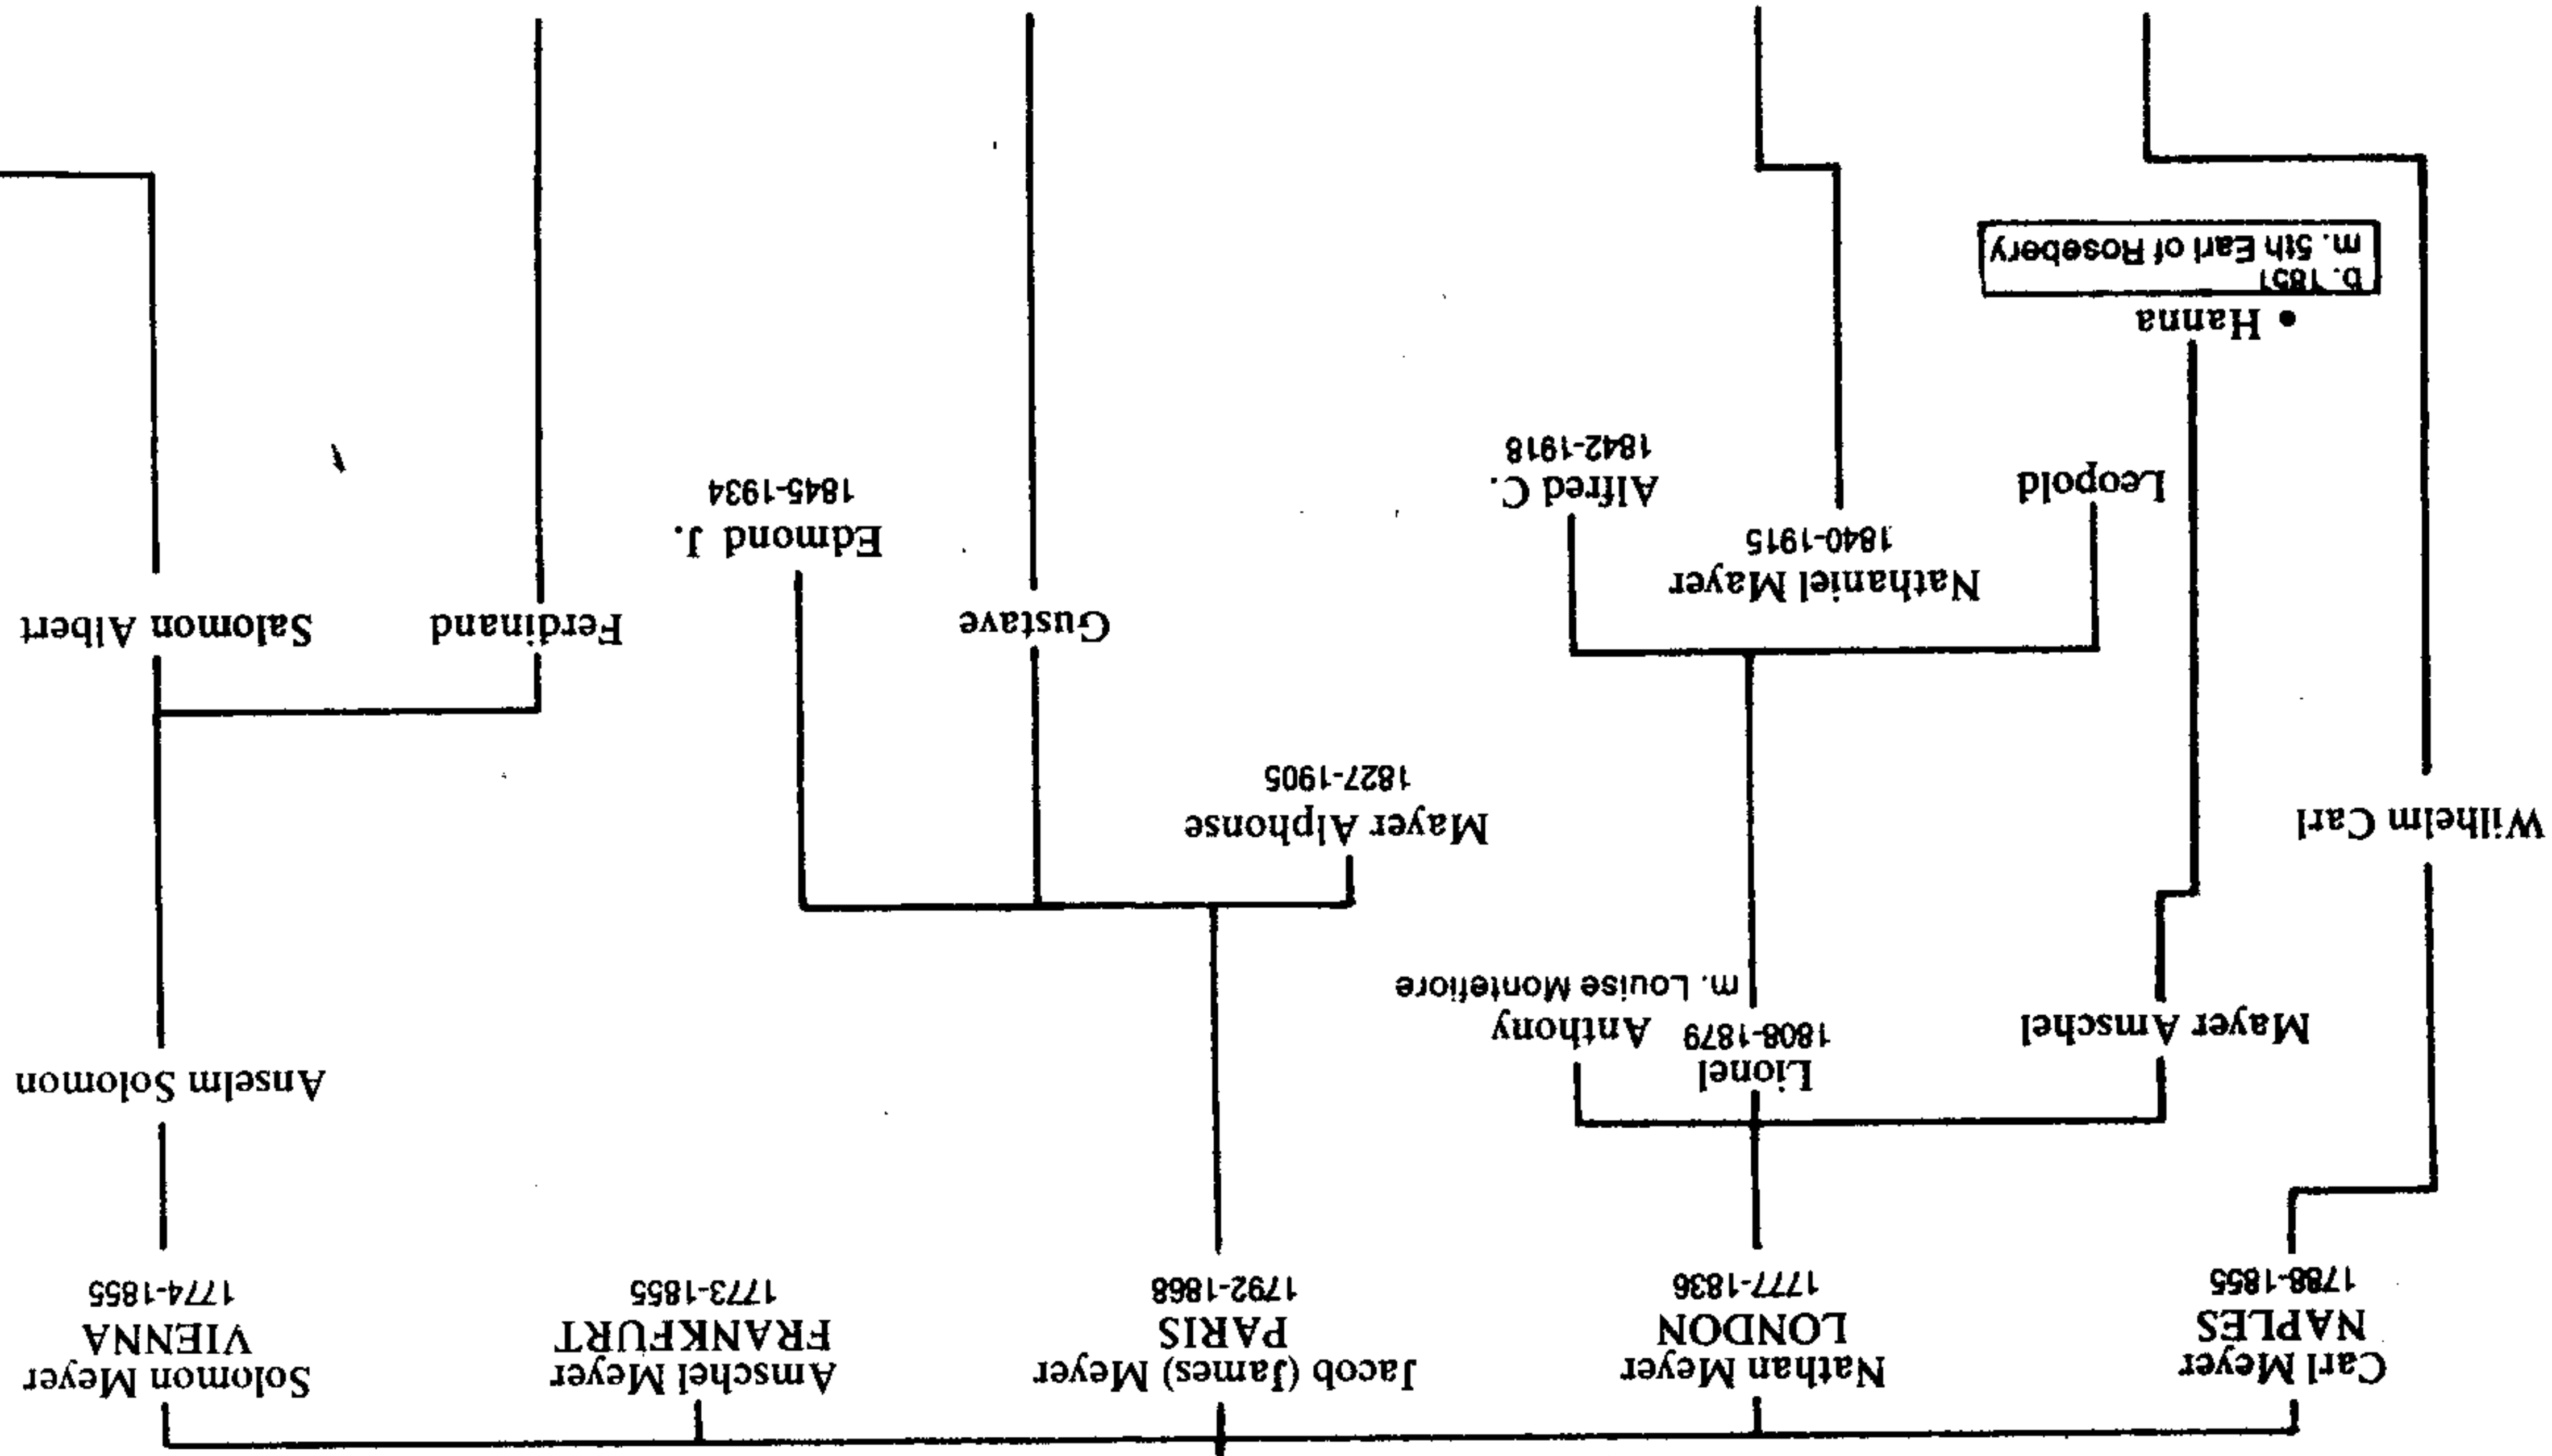 Carl Meyer
NAPLES
1788-1855
Nathan Meyer
LONDON
1777-1836
Jacob (James) Meyer
PARIS
1792-1868
Amschel Meyer
FRANKFURT
1773-1855
Solomon Meyer
VIENNA
1774-1855
Mayer Amschel
Lionel
1808-1879
Anthony
m. Louise Montefiore
Anselm Solomon
Wilhelm Carl
Mayer Alphonse
1827-1905
Gustave
Edmond J.
1845-1934
Ferdinand
Salomon Albert
Leopold
Nathaniel Mayer
1840-1915
Alfred C.
1842-1918
• Hanna
b. 1851
m. 5th Earl of Rosebery